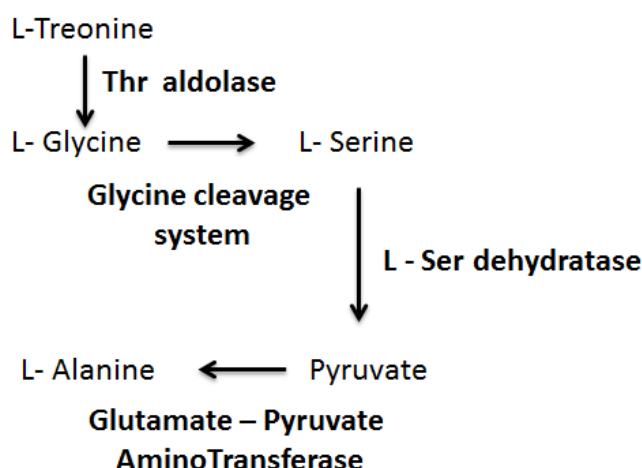 L-Treonine
Thr aldolase
L- Glycine
L- Serine
Glycine cleavage
system
L - Ser dehydratase
L- Alanine
Pyruvate
Glutamate – Pyruvate
AminoTransferase